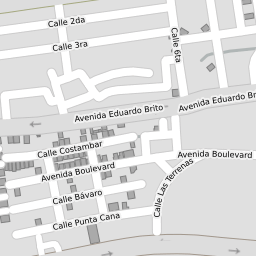 Calle 2da
Calle 3ra
Calle 6ta
Avenida Eduardo Brito
Avenida Eduardo Bri
Calle Costambar
Avenida Boulevard
Avenida Boulevard
Calle Bávaro
Calle Las Terrenas
Calle Punta Cana